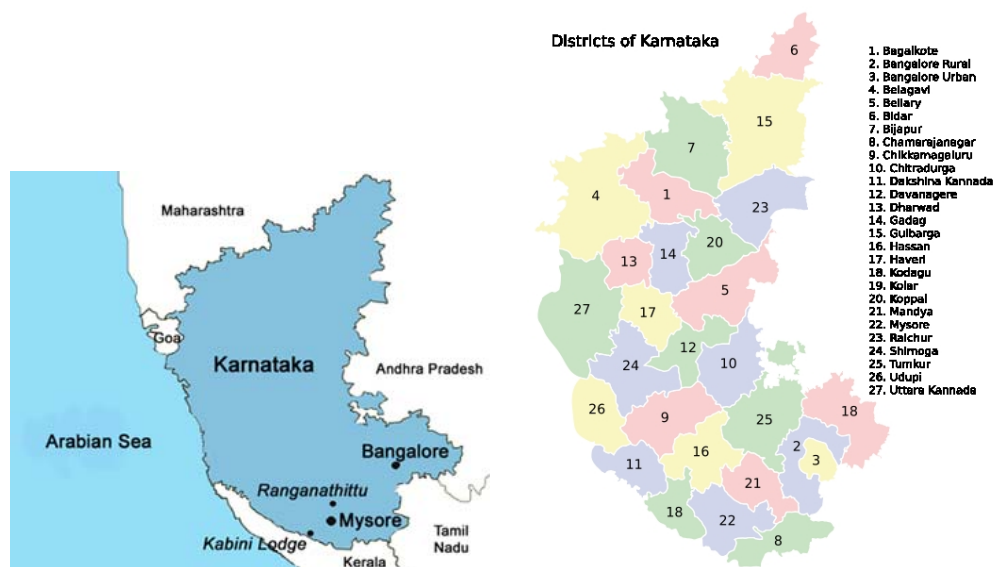 Maharashtra
Goa
Karnataka
Andhra Pradesh
Arabian Sea
Bangalore
Ranganathittu
Mysore
Kabini Lodge
Tamil
Nadu
Kerala
Districts of Karnataka
6
15
7
4
1
23
20
14
13
5
27
17
12
24
10
26
9
25
18
16
2
3
11
21
18
22
8
1. Bagalkote
2. Bangalore Rural
3. Bangalore Urban
4. Belagavi
5. Bellary
6. Bidar
7. Bijapur
8. Chamarajanagar
9. Chikkamagaluru
10. Chitradurga
11. Dakshina Kannada
12. Davanagere
13. Dharwad
14. Gadag
15. Gulbarga
16. Hassan
17. Haveri
18. Kodagu
19. Kolar
20. Koppal
21. Mandya
22. Mysore
23. Raichur
24. Shimoga
25. Tumkur
26. Udupi
27. Uttara Kannada